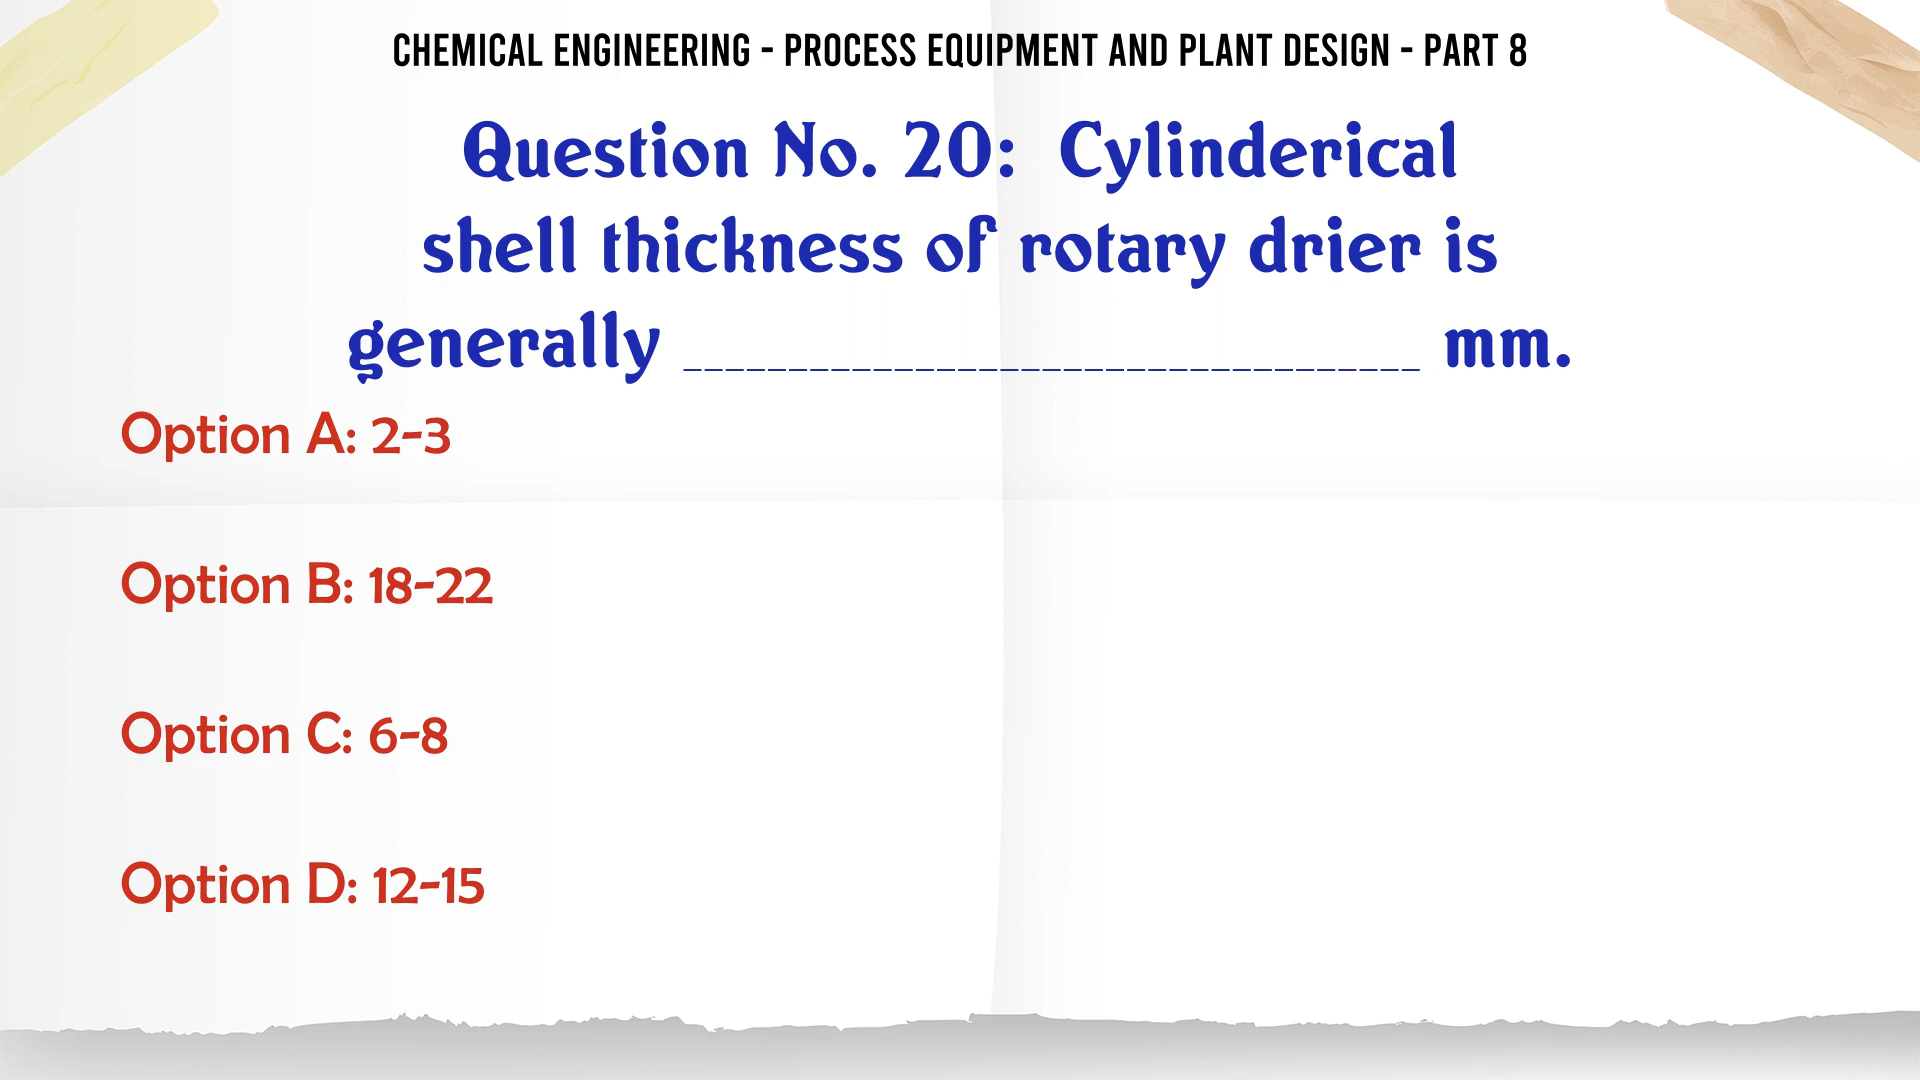 CHEMICAL ENGINEERING - PROCESS EQUIPMENT AND PLANT DESIGN - PART 8
Question No. 20: Cylinderical
shell thickness of rotary drier is
generally ___________________________________ mm.
Option A: 2-3
Option B: 18-22
Option C: 6-8
Option D: 12-15